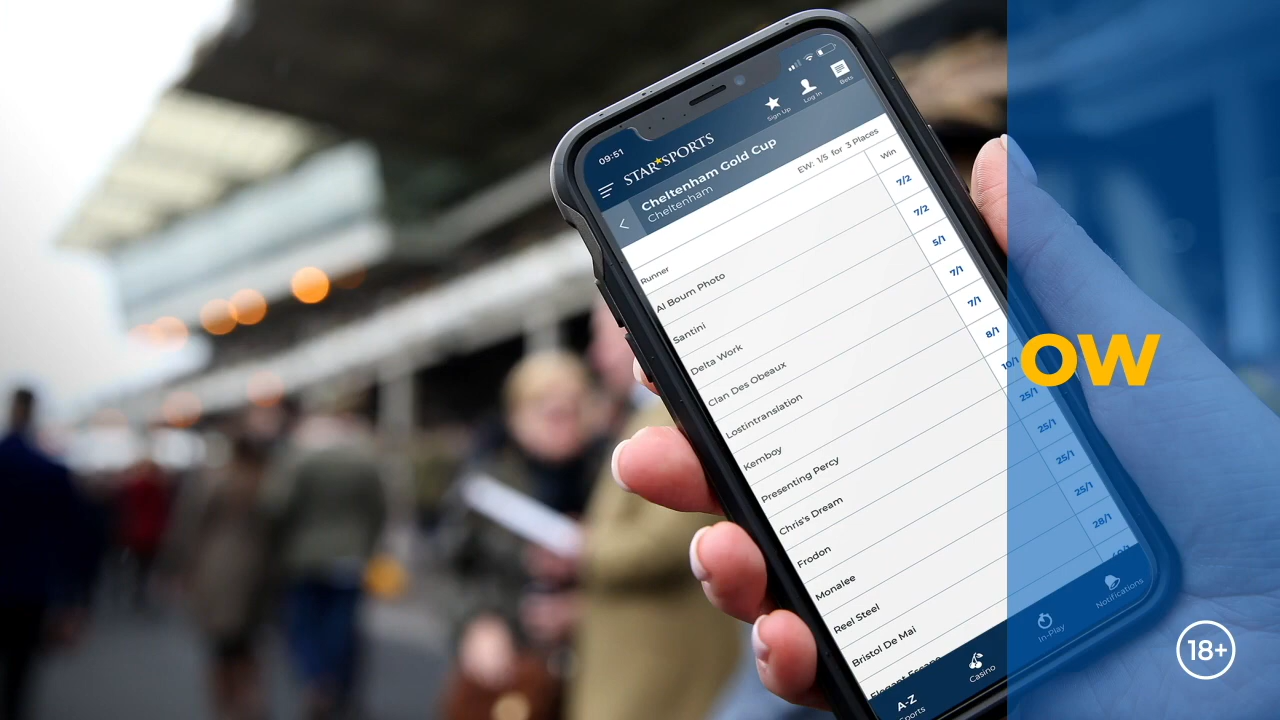 09:51
STAR SPORTS
Sign Up
Log In
Bets
Cheltenham Gold Cup
Cheltenham
EW: 1/5 for 3 Places
Runner Win
Al Boum Photo 7/2
Santini 7/2
Delta Work 5/1
Clan Des Obeaux 7/1
Lostintranslation 7/1
Kemboy 8/1
Presenting Percy 10/1
Chris's Dream 25/1
Frodon 25/1
Monalee 25/1
Reel Steel 25/1
Bristol De Mai 28/1
Elegant Escape
A-Z
Sports
Casino
In-Play
Notifications
OW
18+